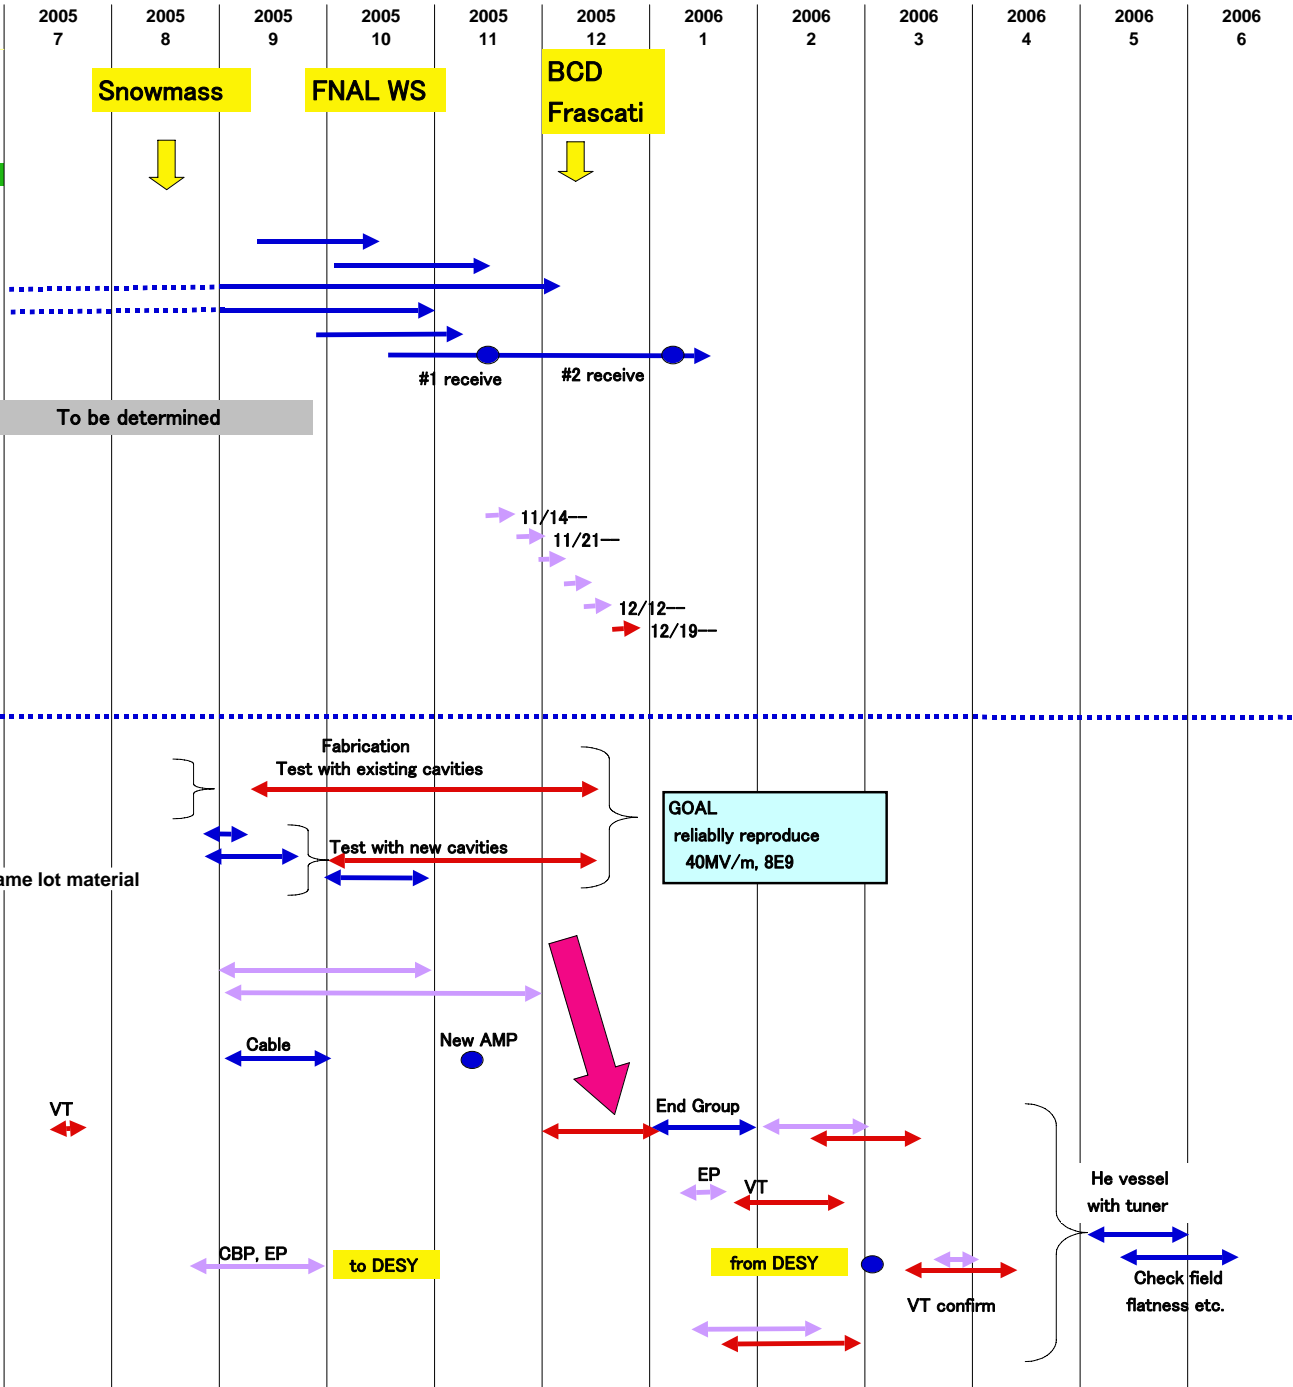 2005 2005 2005 2005 2005 2005 2006 2006 2006 2006 2006 2006
7 8 9 10 11 12 1 2 3 4 5 6
Snowmass
FNAL WS
BCD
Frascati
#1 receive
#2 receive
To be determined
11/14--
11/21--
12/12--
12/19--
Fabrication
Test with existing cavities
GOAL
reliablly reproduce
40MV/m, 8E9
Test with new cavities
ame lot material
Cable
New AMP
VT
End Group
EP
VT
He vessel
with tuner
CBP, EP
to DESY
from DESY
VT confirm
Check field
flatness etc.